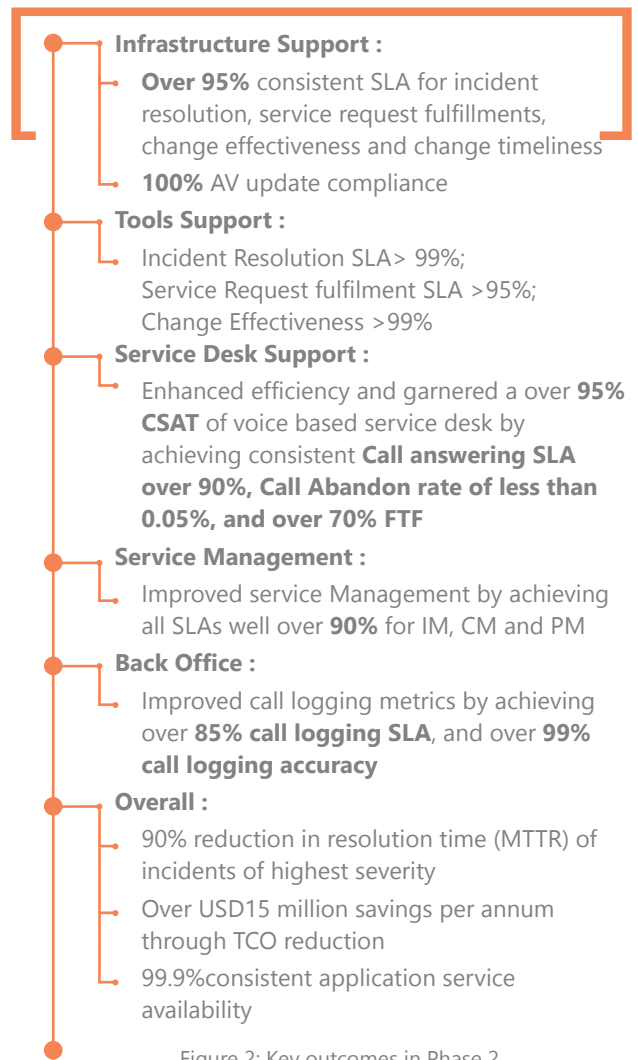 Infrastructure Support :
Over 95% consistent SLA for incident
resolution, service request fulfillments,
change effectiveness and change timeliness
100% AV update compliance
Tools Support :
Incident Resolution SLA> 99%;
Service Request fulfilment SLA >95%;
Change Effectiveness >99%
Service Desk Support :
Enhanced efficiency and garnered a over 95%
CSAT of voice based service desk by
achieving consistent Call answering SLA
over 90%, Call Abandon rate of less than
0.05%, and over 70% FTF
Service Management :
Improved service Management by achieving
all SLAs well over 90% for IM, CM and PM
Back Office :
Improved call logging metrics by achieving
over 85% call logging SLA, and over 99%
call logging accuracy
Overall :
90% reduction in resolution time (MTTR) of
incidents of highest severity
Over USD15 million savings per annum
through TCO reduction
99.9%consistent application service
availability
Figure 2: Key outcomes in Phase 2